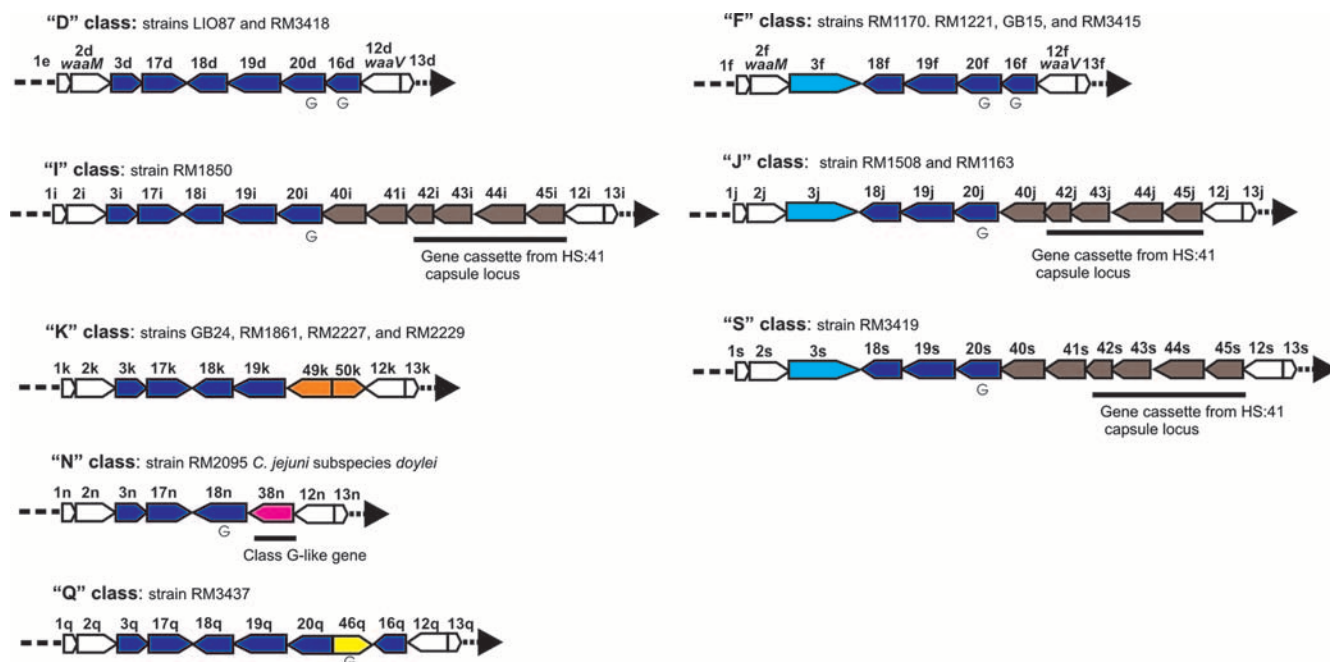 "D" class: strains LIO87 and RM3418
2d 12d
1e waaM 3d 17d 18d 19d 20d 16d waaV 13d
G G
"I" class: strain RM1850
1i 2i 3i 17i 18i 19i 20i 40i 41i 42i 43i 44i 45i 12i 13i
G
Gene cassette from HS:41
capsule locus
"K" class: strains GB24, RM1861, RM2227, and RM2229
1k 2k 3k 17k 18k 19k 49k 50k 12k 13k
"N" class: strain RM2095 C. jejuni subspecies doylei
1n 2n 3n 17n 18n 38n 12n 13n
G
Class G-like gene
"Q" class: strain RM3437
1q 2q 3q 17q 18q 19q 20q 46q 16q 12q 13q
G
"F" class: strains RM1170. RM1221, GB15, and RM3415
2f 12f
1f waaM 3f 18f 19f 20f 16f waaV 13f
G G
"J" class: strain RM1508 and RM1163
1j 2j 3j 18j 19j 20j 40j 42j 43j 44j 45j 12j 13j
G
Gene cassette from HS:41
capsule locus
"S" class: strain RM3419
1s 2s 3s 18s 19s 20s 40s 41s 42s 43s 44s 45s 12s 13s
G
Gene cassette from HS:41
capsule locus